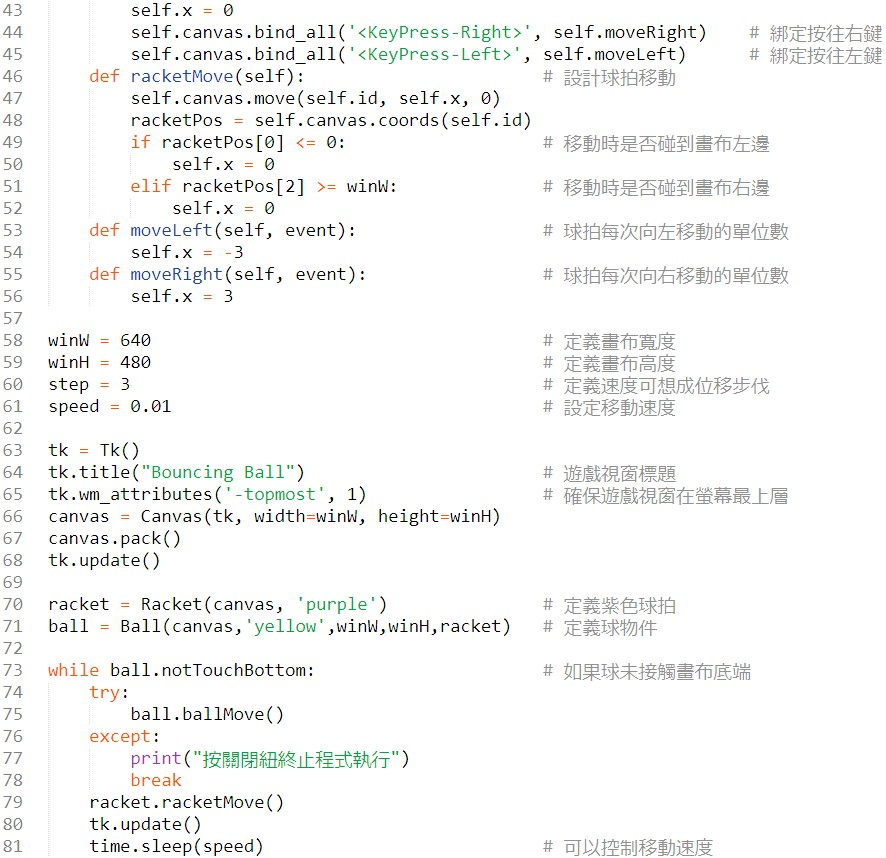 43 self.x = 0
44 self.canvas.bind_all('<KeyPress-Right>', self.moveRight) # 綁定按往右鍵
45 self.canvas.bind_all('<KeyPress-Left>', self.moveLeft) # 綁定按往左鍵
46 def racketMove(self): # 設計球拍移動
47 self.canvas.move(self.id, self.x, 0)
48 racketPos = self.canvas.coords(self.id)
49 if racketPos[0] <= 0: # 移動時是否碰到畫布左邊
50 self.x = 0
51 elif racketPos[2] >= winW: # 移動時是否碰到畫布右邊
52 self.x = 0
53 def moveLeft(self, event): # 球拍每次向左移動的單位數
54 self.x = -3
55 def moveRight(self, event): # 球拍每次向右移動的單位數
56 self.x = 3
57
58 winW = 640 # 定義畫布寬度
59 winH = 480 # 定義畫布高度
60 step = 3 # 定義速度可想成位移步伐
61 speed = 0.01 # 設定移動速度
62
63 tk = Tk()
64 tk.title("Bouncing Ball") # 遊戲視窗標題
65 tk.wm_attributes('-topmost', 1) # 確保遊戲視窗在螢幕最上層
66 canvas = Canvas(tk, width=winW, height=winH)
67 canvas.pack()
68 tk.update()
69
70 racket = Racket(canvas, 'purple') # 定義紫色球拍
71 ball = Ball(canvas,'yellow',winW,winH,racket) # 定義球物件
72
73 while ball.notTouchBottom: # 如果球未接觸畫布底端
74 try:
75 ball.ballMove()
76 except:
77 print("按關閉紐終止程式執行")
78 break
79 racket.racketMove()
80 tk.update()
81 time.sleep(speed) # 可以控制移動速度